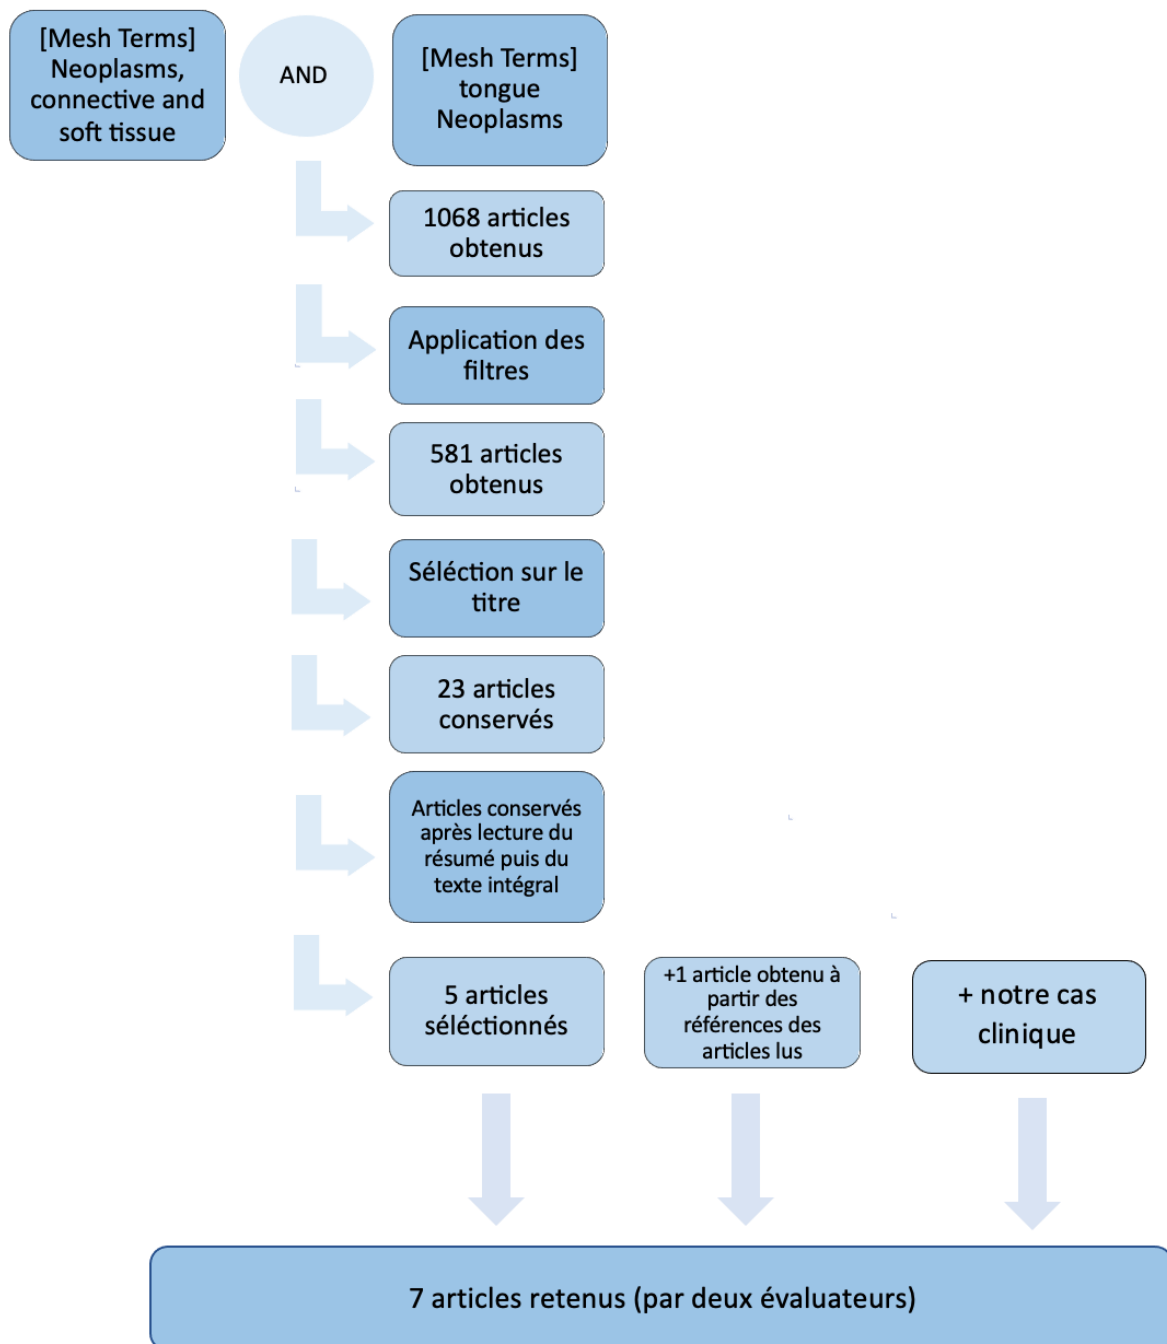 [Mesh Terms]
Neoplasms,
connective and
soft tissue
AND
[Mesh Terms]
tongue
Neoplasms
1068 articles
obtenus
Application des
filtres
581 articles
obtenus
Séléction sur le
titre
23 articles
conservés
Articles conservés
après lecture du
résumé puis du
texte intégral
5 articles
séléctionnés
+1 article obtenu à
partir des
références des
articles lus
+ notre cas
clinique
7 articles retenus (par deux évaluateurs)